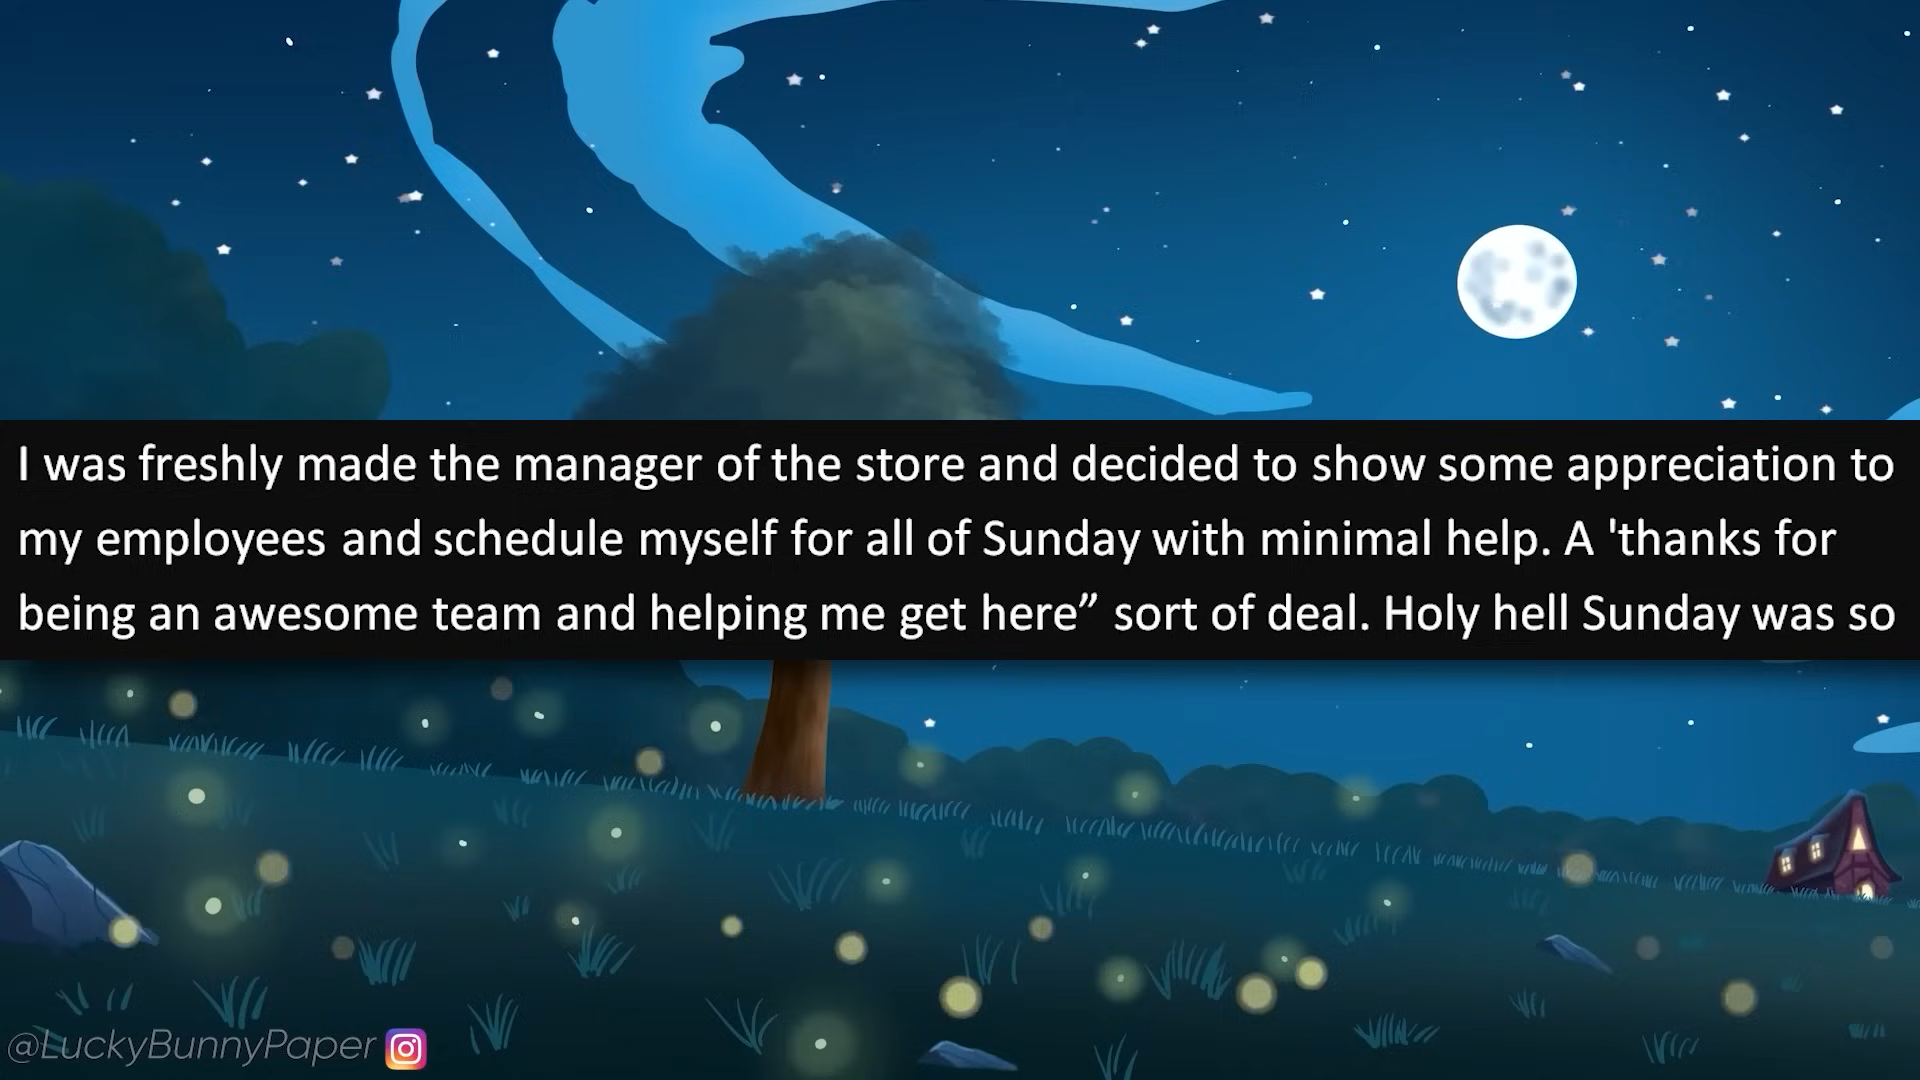 I was freshly made the manager of the store and decided to show some appreciation to
my employees and schedule myself for all of Sunday with minimal help. A 'thanks for
being an awesome team and helping me get here” sort of deal. Holy hell Sunday was so
@LuckyBunnyPaper